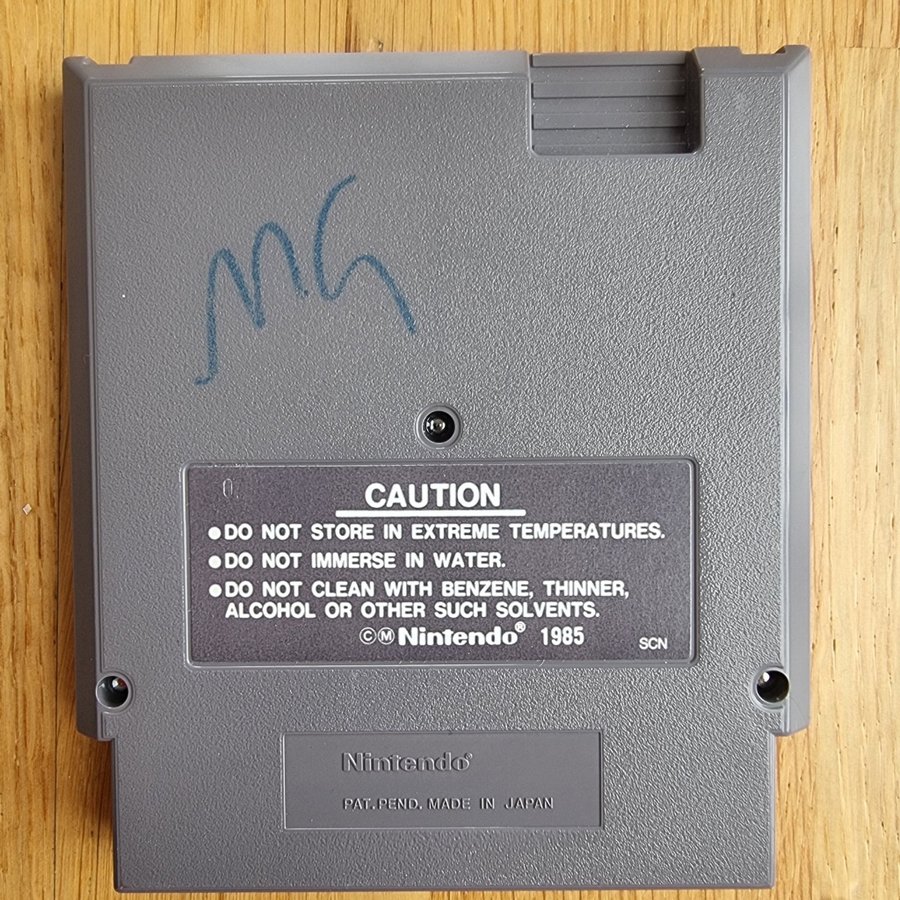 M.G
CAUTION
●DO NOT STORE IN EXTREME TEMPERATURES.
●DO NOT IMMERSE IN WATER.
●DO NOT CLEAN WITH BENZENE, THINNER,
ALCOHOL OR OTHER SUCH SOLVENTS.
©Ⓜ Nintendo® 1985
SCN
Nintendo®
PAT.PEND. MADE IN JAPAN